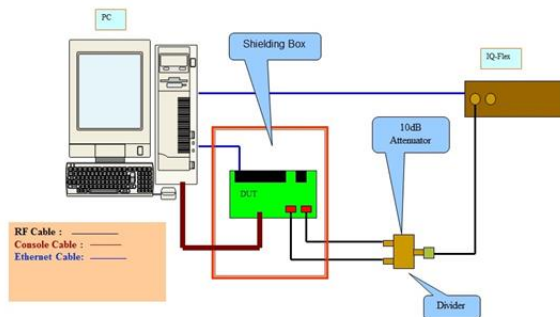 PC
Shielding Box
IQ-Flex
10dB
Attenuator
DUT
RF Cable :
Console Cable :
Ethernet Cable:
Divider